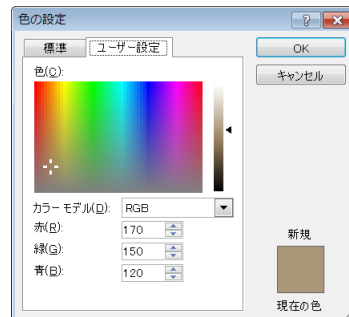 色の設定
標準 ユーザー設定
OK
キャンセル
色(C):
カラー モデル(D): RGB
赤(R): 170
緑(G): 150
青(B): 120
新規
現在の色